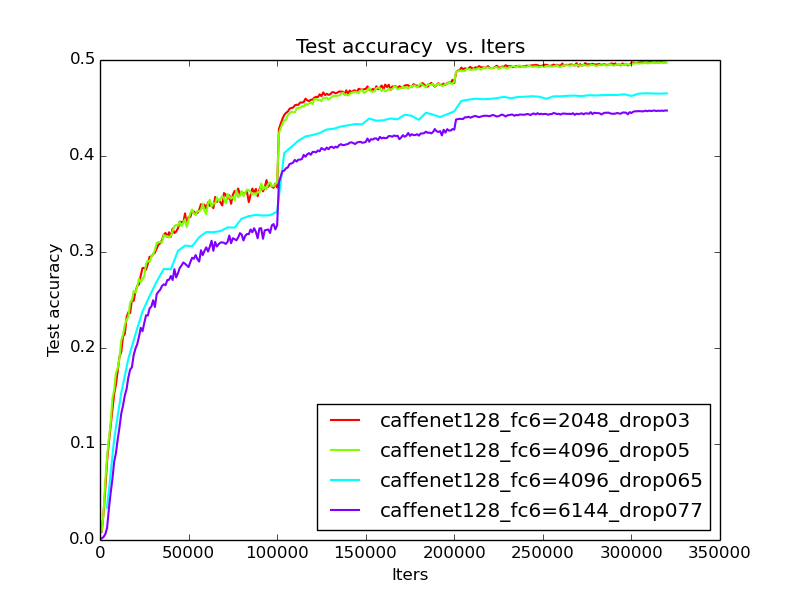 Test accuracy  vs. Iters
0.5
0.4
0.3
0.2
0.1
0.0
Test accuracy
caffenet128_fc6=2048_drop03
caffenet128_fc6=4096_drop05
caffenet128_fc6=4096_drop065
caffenet128_fc6=6144_drop077
0 50000 100000 150000 200000 250000 300000 350000
Iters